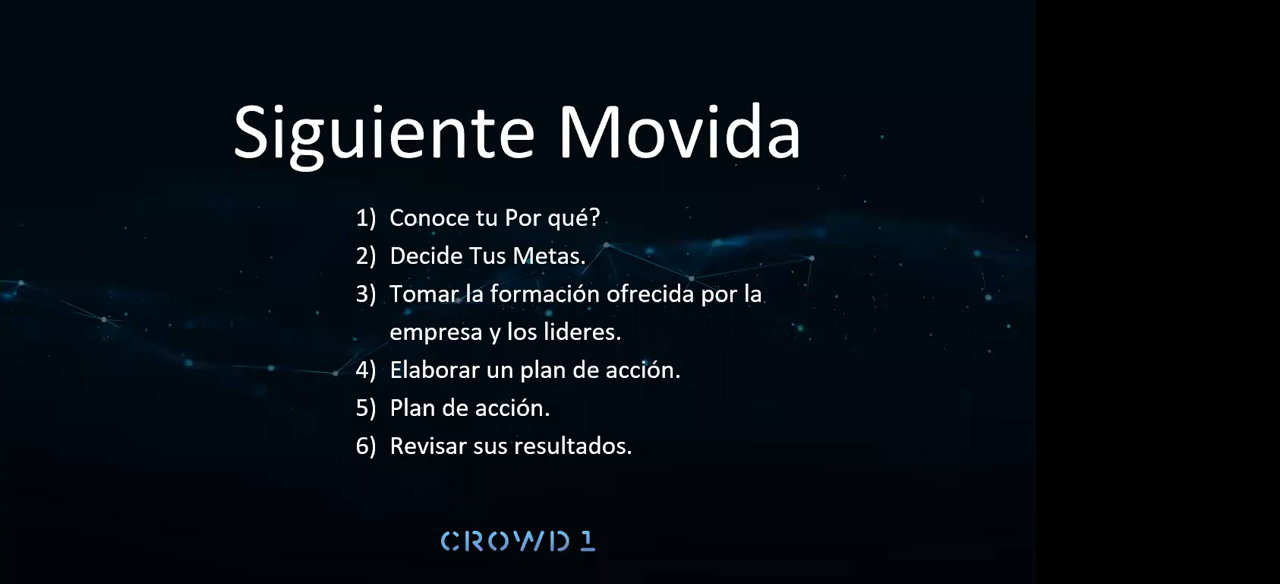 Siguiente Movida
1) Conoce tu Por qué?
2) Decide Tus Metas.
3) Tomar la formación ofrecida por la
empresa y los lideres.
4) Elaborar un plan de acción.
5) Plan de acción.
6) Revisar sus resultados.
CROWD 1